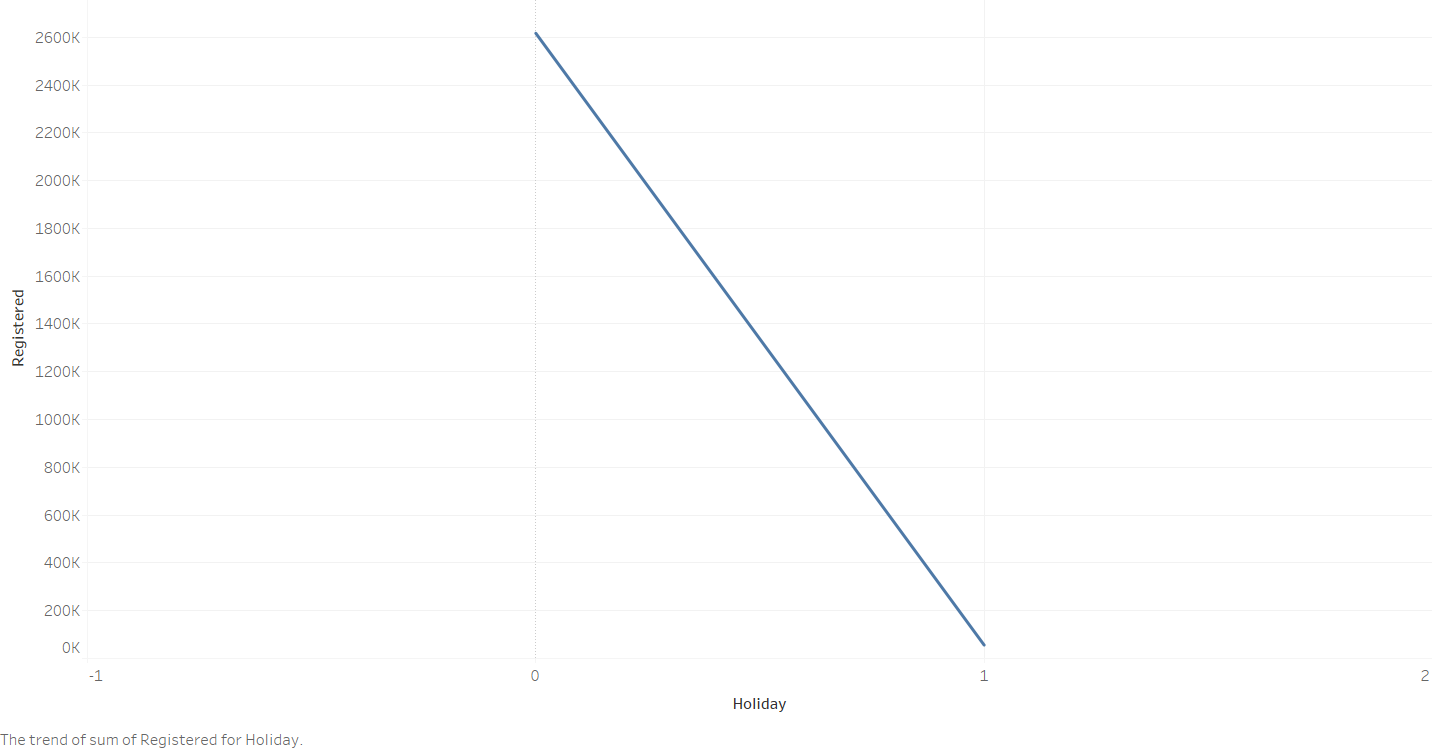 2600K
2400K
2200K
2000K
1800K
1600K
1400K
1200K
1000K
800K
600K
400K
200K
0K
Registered
-1 0 1 2
Holiday
The trend of sum of Registered for Holiday.